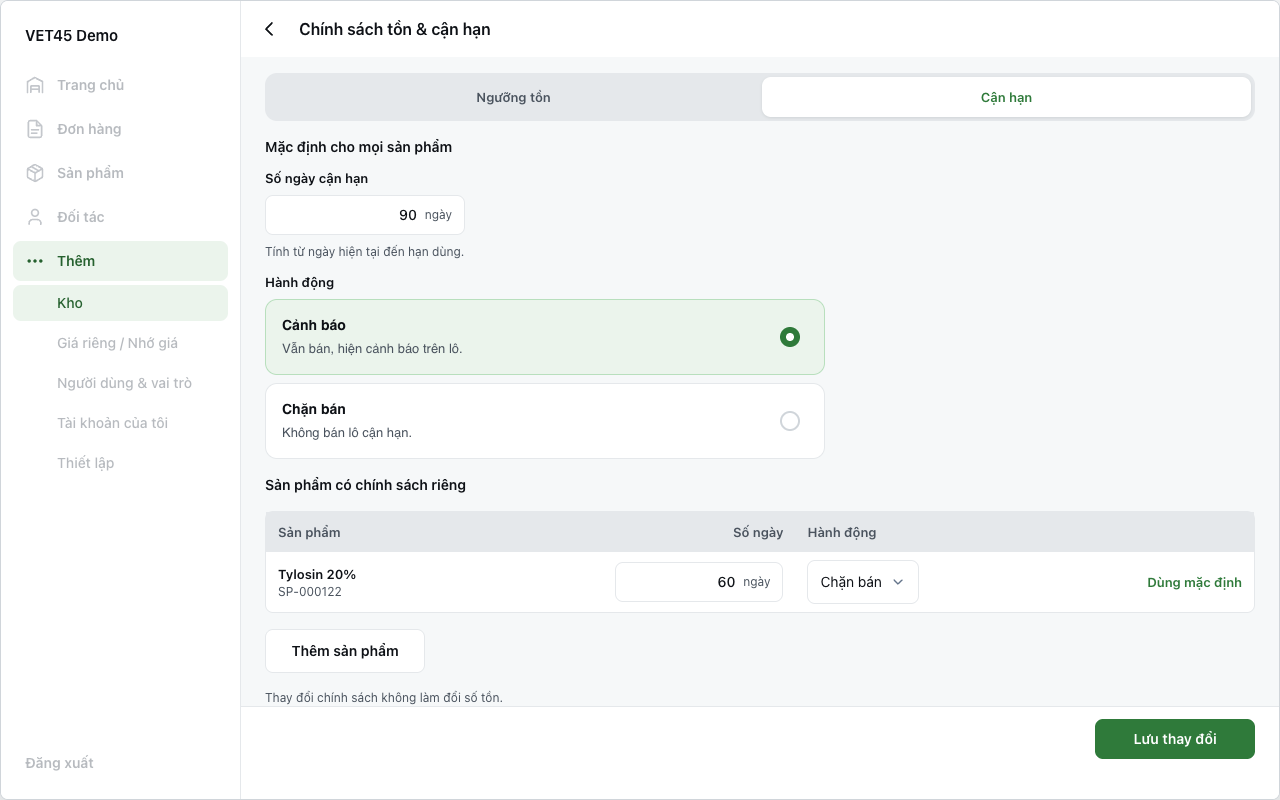 VET45 Demo
Trang chủ
Đơn hàng
Sản phẩm
Đối tác
Thêm
Kho
Giá riêng / Nhớ giá
Người dùng & vai trò
Tài khoản của tôi
Thiết lập
Đăng xuất
Chính sách tồn & cận hạn
Ngưỡng tồn
Cận hạn
Mặc định cho mọi sản phẩm
Số ngày cận hạn
90 ngày
Tính từ ngày hiện tại đến hạn dùng.
Hành động
Cảnh báo
Vẫn bán, hiện cảnh báo trên lô.
Chặn bán
Không bán lô cận hạn.
Sản phẩm có chính sách riêng
Sản phẩm Số ngày Hành động
Tylosin 20%
SP-000122
60 ngày
Chặn bán
Dùng mặc định
Thêm sản phẩm
Thay đổi chính sách không làm đổi số tồn.
Lưu thay đổi